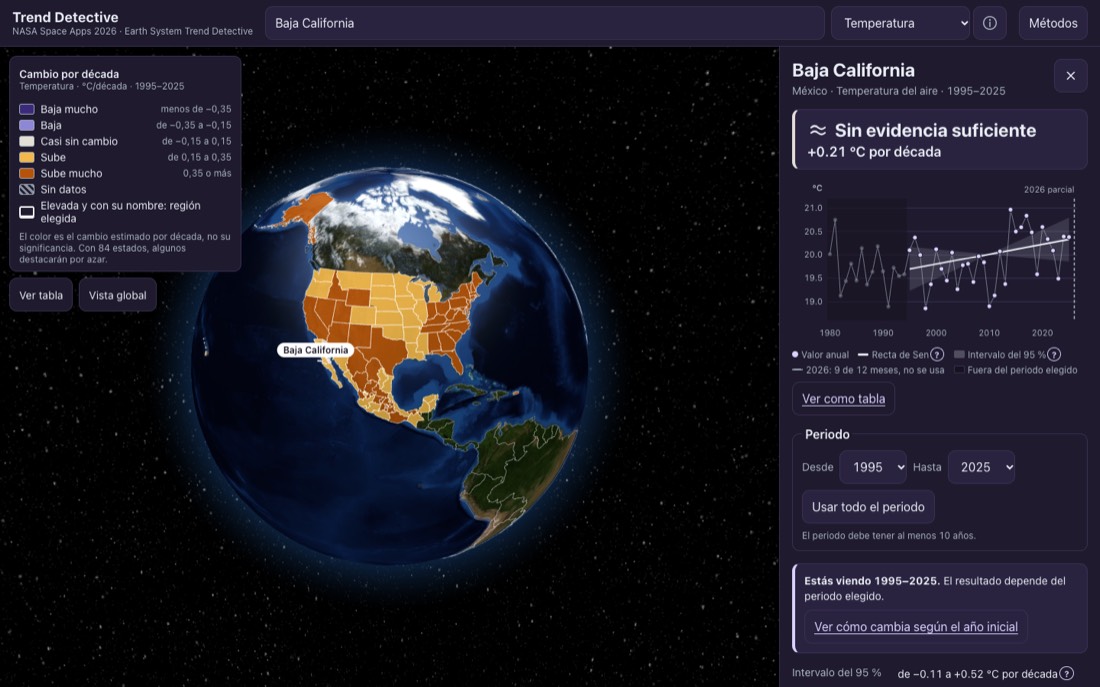 Trend Detective
NASA Space Apps 2026 · Earth System Trend Detective
Baja California
Temperatura
Métodos
Cambio por década
Temperatura · °C/década · 1995–2025
Baja mucho menos de −0,35
Baja de −0,35 a −0,15
Casi sin cambio de −0,15 a 0,15
Sube de 0,15 a 0,35
Sube mucho 0,35 o más
Sin datos
Elevada y con su nombre: región
elegida
El color es el cambio estimado por década, no su
significancia. Con 84 estados, algunos
destacarán por azar.
Ver tabla
Vista global
Baja California
Baja California
México · Temperatura del aire · 1995–2025
×
≈ Sin evidencia suficiente
+0.21 °C por década
°C
2026 parcial
21.0
20.5
20.0
19.5
19.0
1980 1990 2000 2010 2020
Valor anual Recta de Sen ? Intervalo del 95 % ?
2026: 9 de 12 meses, no se usa Fuera del periodo elegido
Ver como tabla
Periodo
Desde 1995 Hasta 2025
Usar todo el periodo
El periodo debe tener al menos 10 años.
Estás viendo 1995–2025. El resultado depende del
periodo elegido.
Ver cómo cambia según el año inicial
Intervalo del 95 % de −0.11 a +0.52 °C por década ?